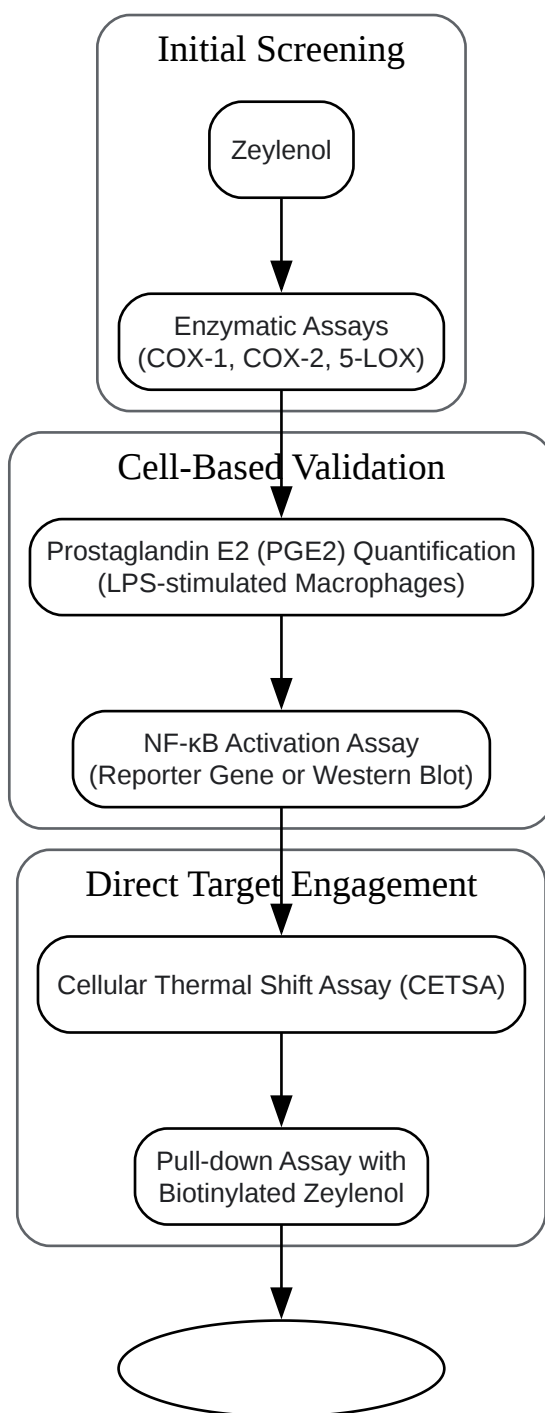 Initial Screening
Zeylenol
Enzymatic Assays
(COX-1, COX-2, 5-LOX)
Cell-Based Validation
Prostaglandin E2 (PGE2) Quantification
(LPS-stimulated Macrophages)
NF-κB Activation Assay
(Reporter Gene or Western Blot)
Direct Target Engagement
Cellular Thermal Shift Assay (CETSA)
Pull-down Assay with
Biotinylated Zeylenol